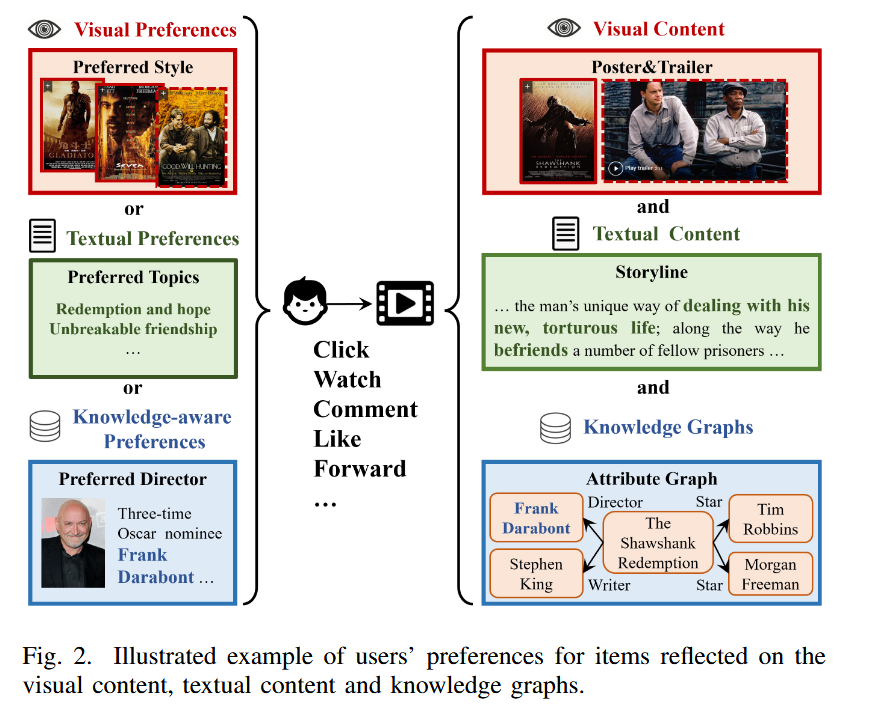 Visual Preferences
Preferred Style
GLADIATO
SEVEN
GOOD WILL HUNTING
or
Textual Preferences
Preferred Topics
Redemption and hope
Unbreakable friendship
…
or
Knowledge-aware
Preferences
Preferred Director
Three-time
Oscar nominee
Frank
Darabont …
Click
Watch
Comment
Like
Forward
…
Visual Content
Poster&Trailer
SHAWSHANK
REDEMPTION
Play trailer
and
Textual Content
Storyline
… the man’s unique way of dealing with his
new, torturous life; along the way he
befriends a number of fellow prisoners …
and
Knowledge Graphs
Attribute Graph
Frank
Darabont
Director
Star
Tim
Robbins
The
Shawshank
Redemption
Stephen
King
Writer
Star
Morgan
Freeman
Fig. 2. Illustrated example of users’ preferences for items reflected on the
visual content, textual content and knowledge graphs.